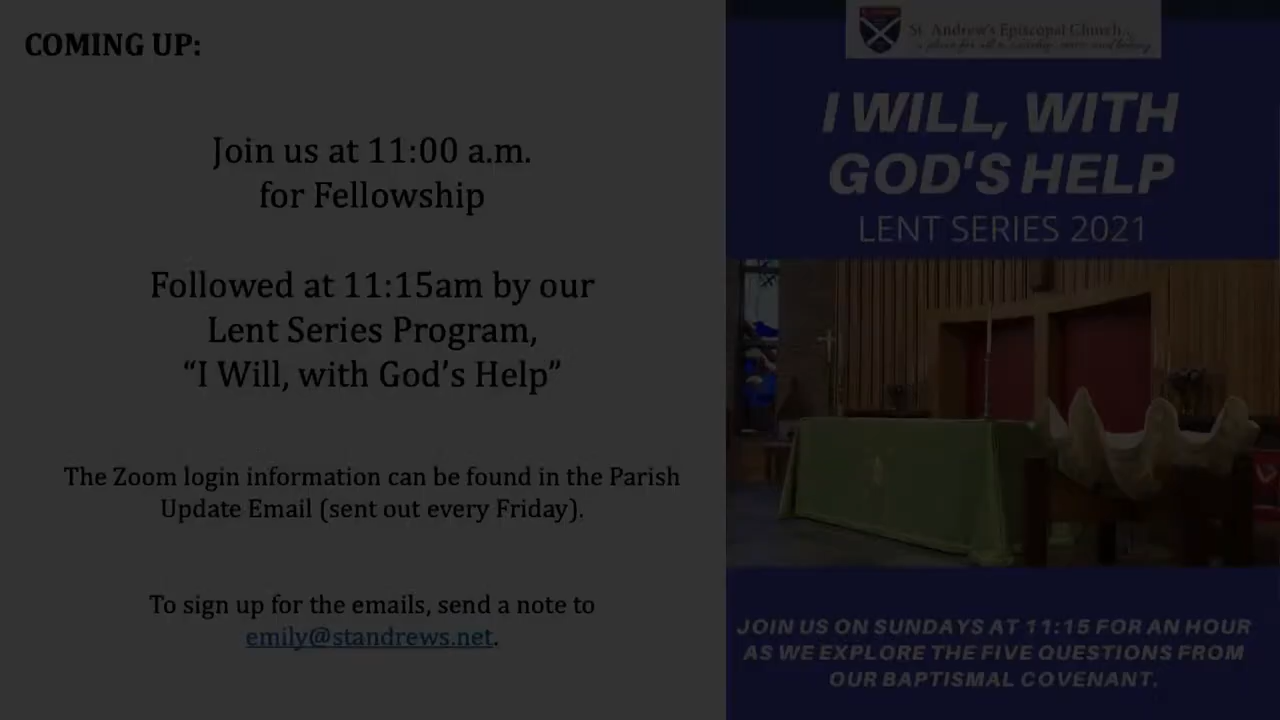 COMING UP:
Join us at 11:00 a.m.
for Fellowship
Followed at 11:15am by our
Lent Series Program,
“I Will, with God’s Help”
The Zoom login information can be found in the Parish
Update Email (sent out every Friday).
To sign up for the emails, send a note to
emily@standrews.net.
St. Andrew's Episcopal Church
I WILL, WITH
GOD'S HELP
LENT SERIES 2021
JOIN US ON SUNDAYS AT 11:15 FOR AN HOUR
AS WE EXPLORE THE FIVE QUESTIONS FROM
OUR BAPTISMAL COVENANT.